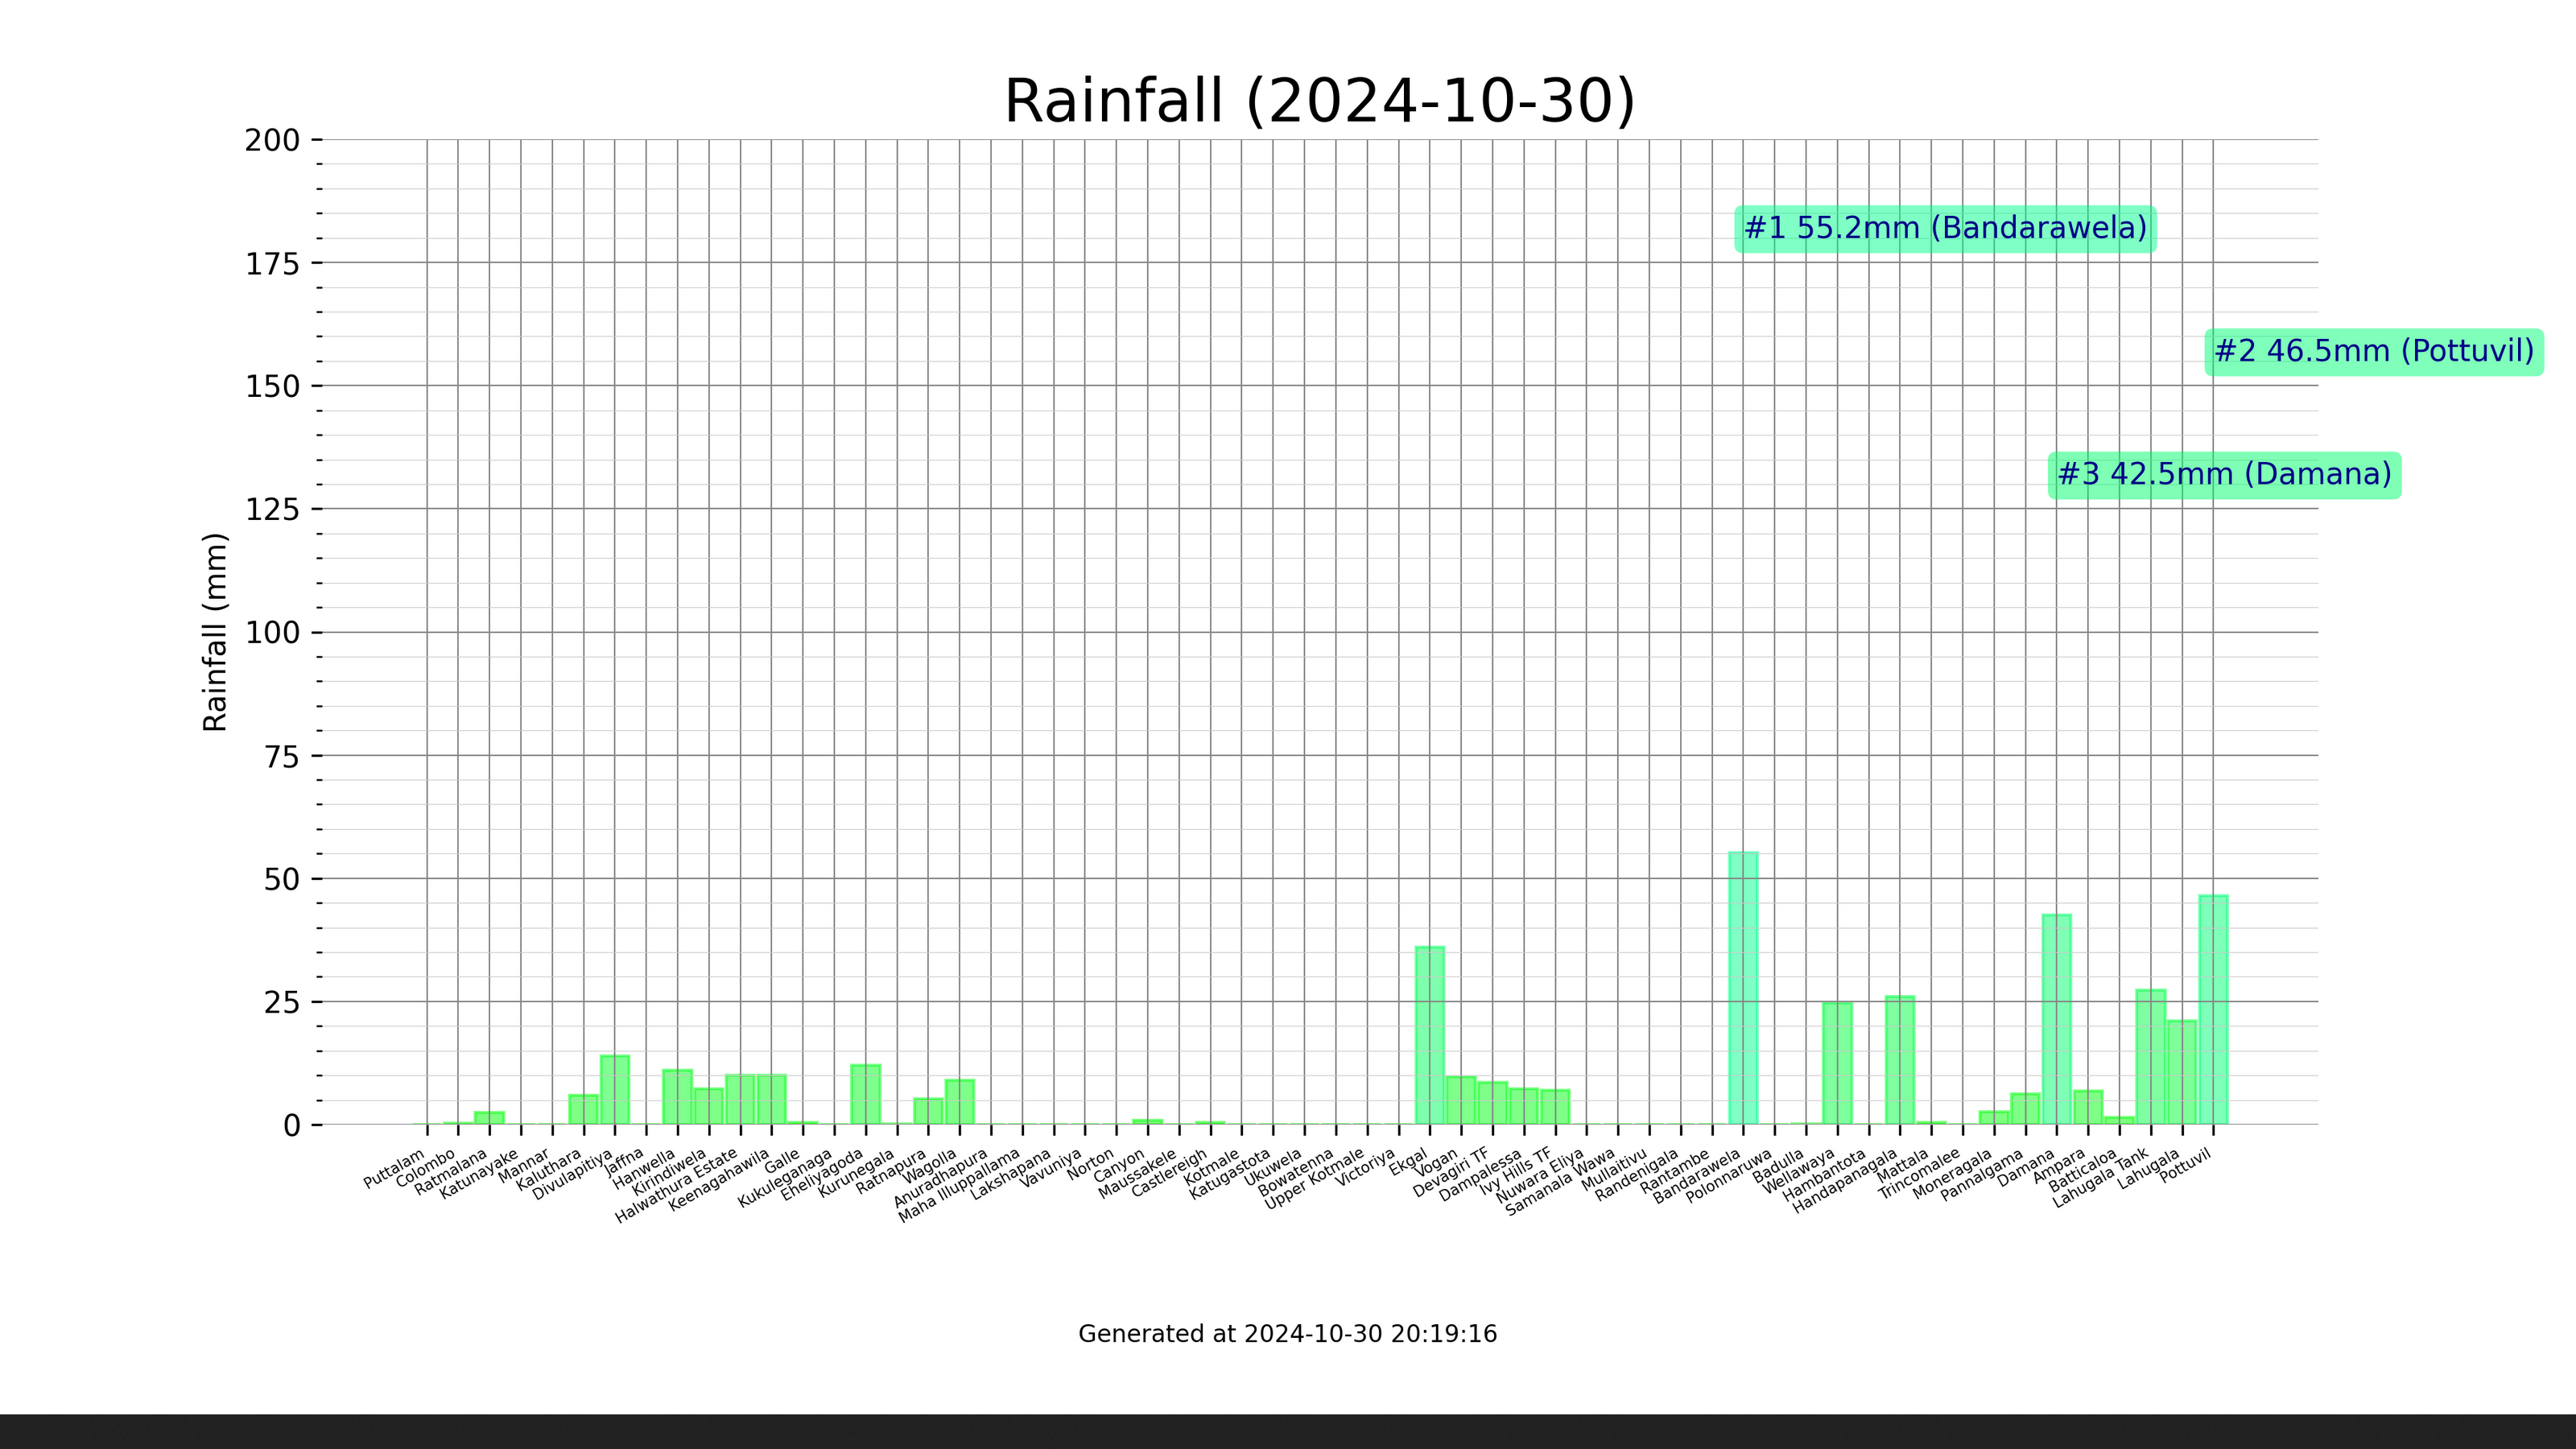 Rainfall (2024-10-30)
200
175
150
125
100
75
50
25
0
Rainfall (mm)
#1 55.2mm (Bandarawela)
#2 46.5mm (Pottuvil)
#3 42.5mm (Damana)
Puttalam
Colombo
Ratmalana
Katunayake
Mannar
Kaluthara
Divulapitiya
Jaffna
Hanwella
Kirindiwela
Halwathura Estate
Keenagahawila
Galle
Kukuleganaga
Eheliyagoda
Kurunegala
Ratnapura
Wagolla
Anuradhapura
Maha Illuppallama
Lakshapana
Vavuniya
Norton
Canyon
Maussakele
Castlereigh
Kotmale
Katugastota
Ukuwela
Bowatenna
Upper Kotmale
Victoriya
Ekgal
Vogan
Devagiri TF
Dampalessa
Ivy Hills TF
Nuwara Eliya
Samanala Wawa
Mullaitivu
Randenigala
Rantambe
Bandarawela
Polonnaruwa
Badulla
Wellawaya
Hambantota
Handapanagala
Mattala
Trincomalee
Moneragala
Pannalgama
Damana
Ampara
Batticaloa
Lahugala Tank
Lahugala
Pottuvil
Generated at 2024-10-30 20:19:16